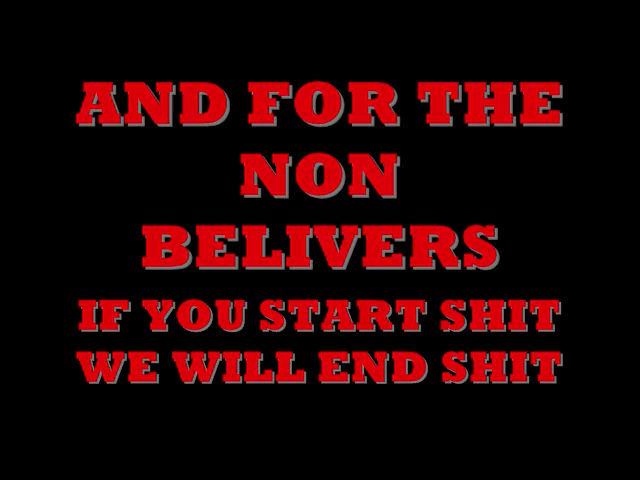 AND FOR THE
NON
BELIVERS
IF YOU START SHIT
WE WILL END SHIT